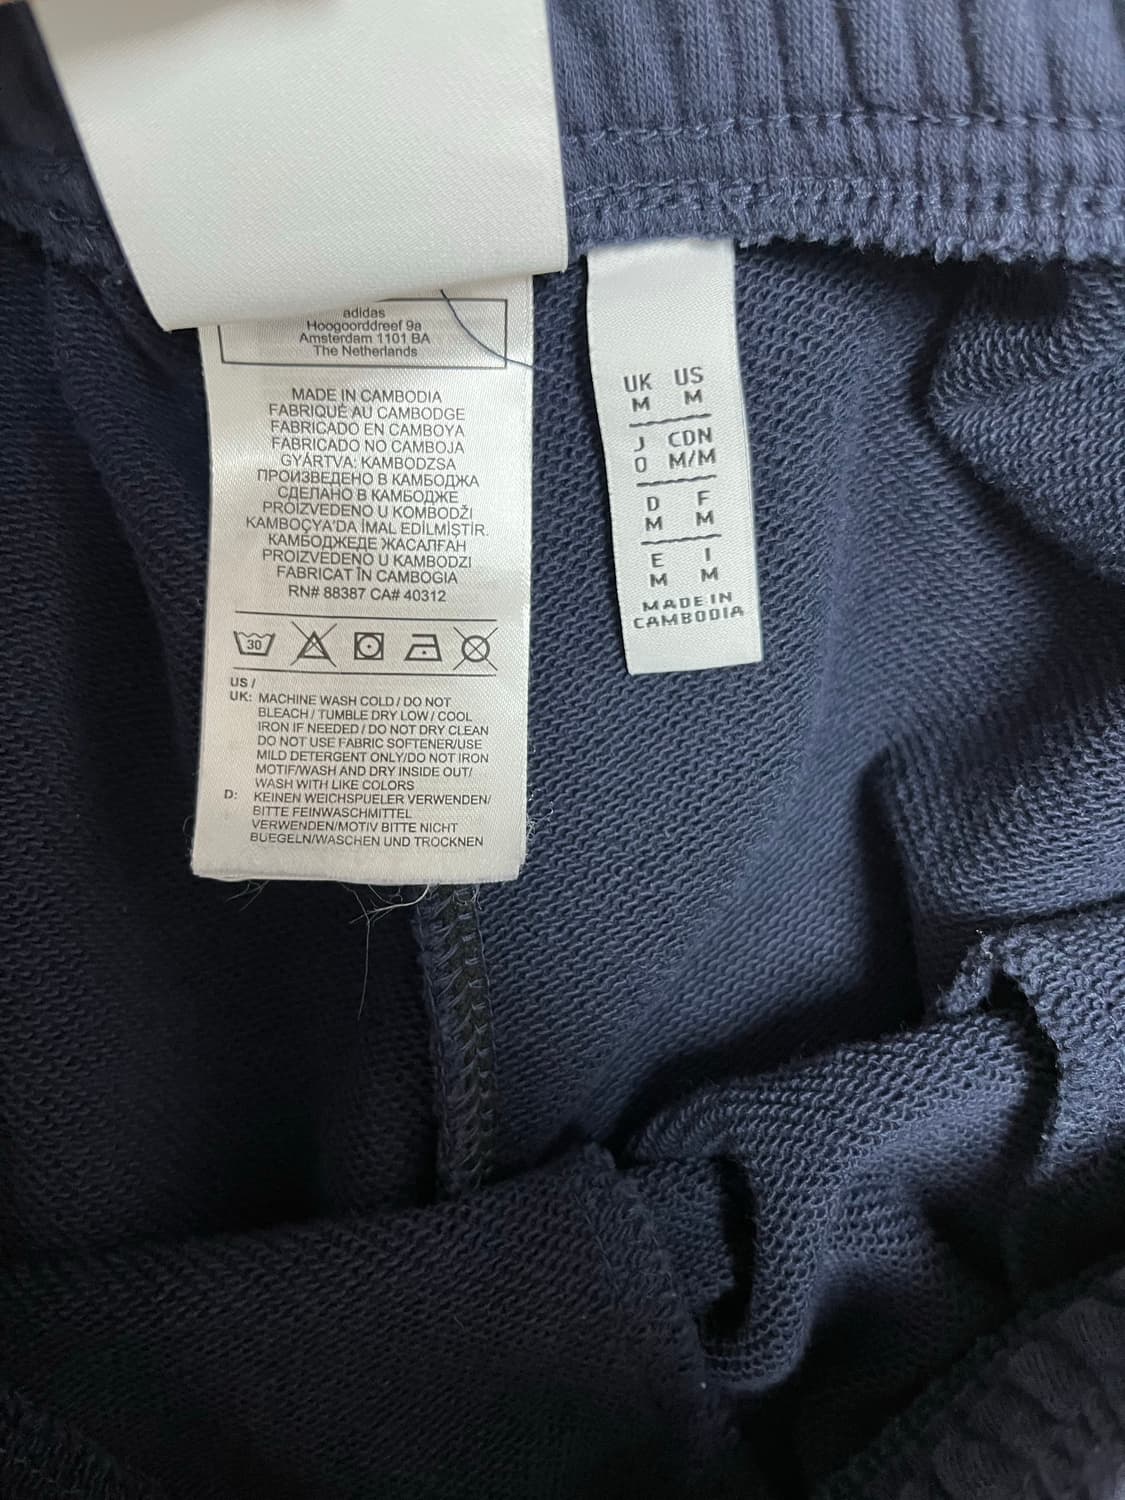 adidas
Hoogoorddreef 9a
Amsterdam 1101 BA
The Netherlands
MADE IN CAMBODIA
FABRIQUÉ AU CAMBODGE
FABRICADO EN CAMBOYA
FABRICADO NO CAMBOJA
GYÁRTVA: KAMBODZSA
ПРОИЗВЕДЕНО В КАМБОДЖА
СДЕЛАНО В КАМБОДЖЕ
PROIZVEDENO U KOMBODŽI
KAMBOÇYA'DA İMAL EDİLMİŞTİR.
КАМБОДЖЕДЕ ЖАСАЛҒАН
PROIZVEDENO U KAMBODZI
FABRICAT ÎN CAMBOGIA
RN# 88387 CA# 40312
30
US /
UK: MACHINE WASH COLD / DO NOT
BLEACH / TUMBLE DRY LOW / COOL
IRON IF NEEDED / DO NOT DRY CLEAN
DO NOT USE FABRIC SOFTENER/USE
MILD DETERGENT ONLY/DO NOT IRON
MOTIF/WASH AND DRY INSIDE OUT/
WASH WITH LIKE COLORS
D: KEINEN WEICHSPUELER VERWENDEN/
BITTE FEINWASCHMITTEL
VERWENDEN/MOTIV BITTE NICHT
BUEGELN/WASCHEN UND TROCKNEN
UK US
M M
J CDN
O M/M
D F
M M
E I
M M
MADE IN
CAMBODIA